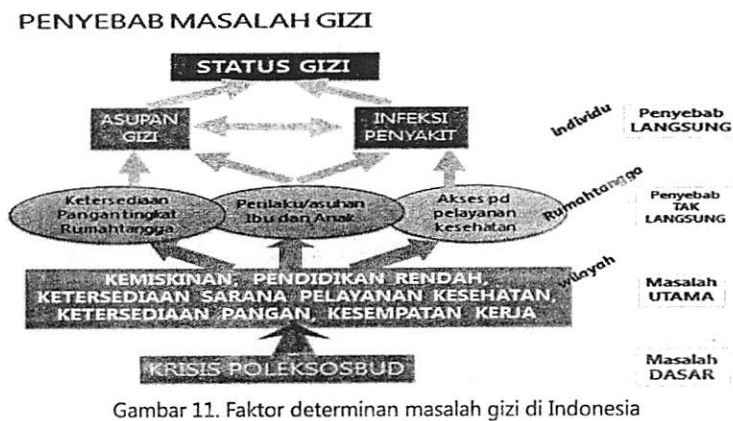 PENYEBAB MASALAH GIZI
STATUS GIZI
ASUPAN
GIZI
INFEKSI
PENYAKIT
Individu
Penyebab
LANGSUNG
Ketersediaan
Pangan tingkat
Rumahtangga
Perilaku/asuhan
Ibu dan Anak
Akses pd
pelayanan
kesehatan
Rumahtangga
Penyebab
TAK
LANGSUNG
KEMISKINAN, PENDIDIKAN RENDAH,
KETERSEDIAAN SARANA PELAYANAN KESEHATAN,
KETERSEDIAAN PANGAN, KESEMPATAN KERJA
wilayah
Masalah
UTAMA
KRISIS POLEKSOSBUD
Masalah
DASAR
Gambar 11. Faktor determinan masalah gizi di Indonesia